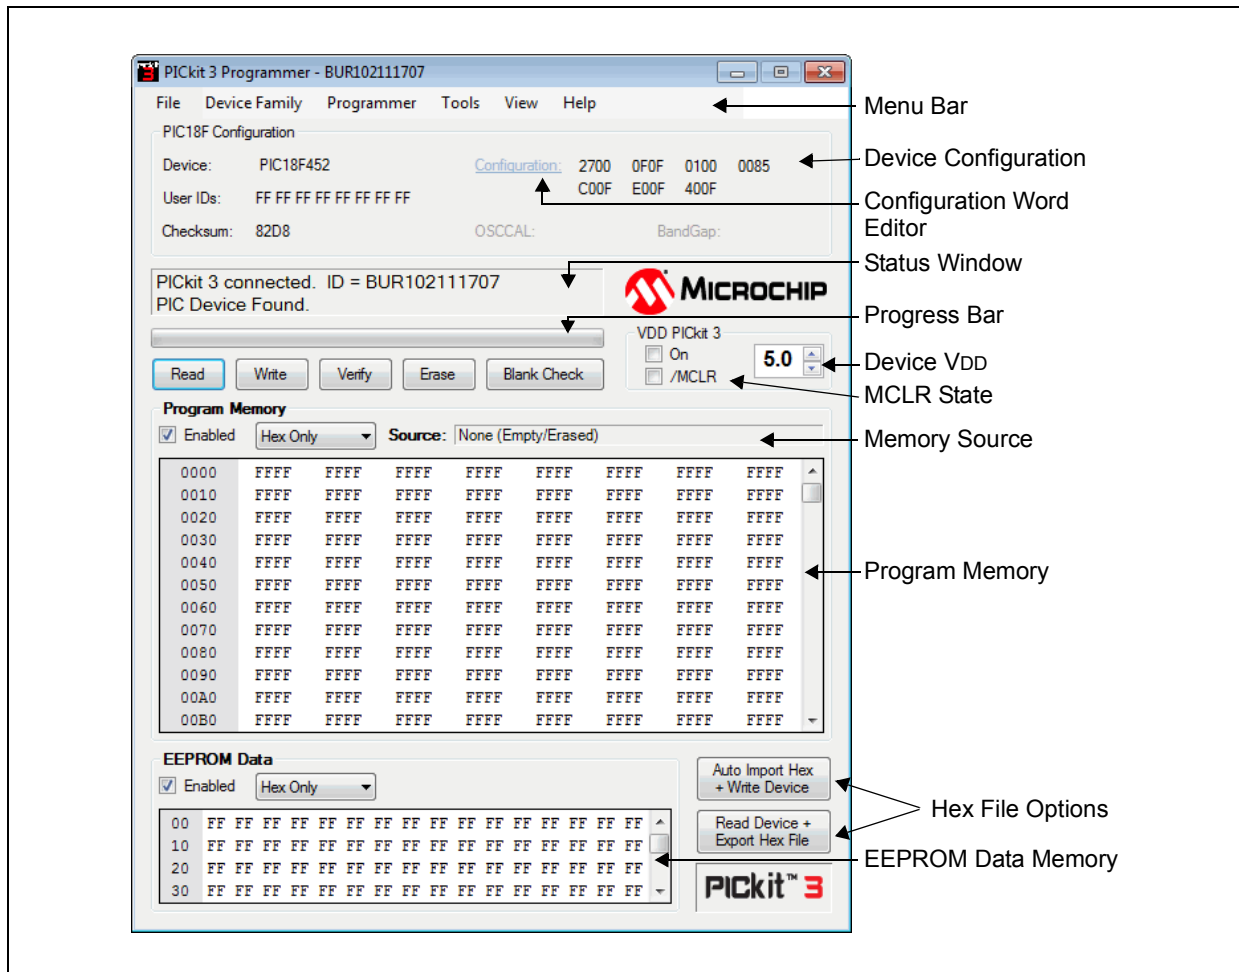 PICkit 3 Programmer - BUR102111707
File Device Family Programmer Tools View Help
Menu Bar
PIC18F Configuration
Device: PIC18F452 Configuration: 2700 0F0F 0100 0085
Device Configuration
C00F E00F 400F
User IDs: FF FF FF FF FF FF FF FF
Configuration Word
Editor
Checksum: 82D8 OSCCAL: BandGap:
Status Window
PICkit 3 connected. ID = BUR102111707
PIC Device Found.
MICROCHIP
Progress Bar
VDD PICkit 3
On
/MCLR
5.0
Device VDD
MCLR State
Read Write Verify Erase Blank Check
Program Memory
Enabled Hex Only Source: None (Empty/Erased)
Memory Source
0000 FFFF FFFF FFFF FFFF FFFF FFFF FFFF FFFF
0010 FFFF FFFF FFFF FFFF FFFF FFFF FFFF FFFF
0020 FFFF FFFF FFFF FFFF FFFF FFFF FFFF FFFF
0030 FFFF FFFF FFFF FFFF FFFF FFFF FFFF FFFF
0040 FFFF FFFF FFFF FFFF FFFF FFFF FFFF FFFF
0050 FFFF FFFF FFFF FFFF FFFF FFFF FFFF FFFF
0060 FFFF FFFF FFFF FFFF FFFF FFFF FFFF FFFF
0070 FFFF FFFF FFFF FFFF FFFF FFFF FFFF FFFF
0080 FFFF FFFF FFFF FFFF FFFF FFFF FFFF FFFF
0090 FFFF FFFF FFFF FFFF FFFF FFFF FFFF FFFF
00A0 FFFF FFFF FFFF FFFF FFFF FFFF FFFF FFFF
00B0 FFFF FFFF FFFF FFFF FFFF FFFF FFFF FFFF
Program Memory
EEPROM Data
Enabled Hex Only
00 FF FF FF FF FF FF FF FF FF FF FF FF FF FF FF FF
10 FF FF FF FF FF FF FF FF FF FF FF FF FF FF FF FF
20 FF FF FF FF FF FF FF FF FF FF FF FF FF FF FF FF
30 FF FF FF FF FF FF FF FF FF FF FF FF FF FF FF FF
Auto Import Hex
+ Write Device
Read Device +
Export Hex File
Hex File Options
EEPROM Data Memory
PICkit™ 3